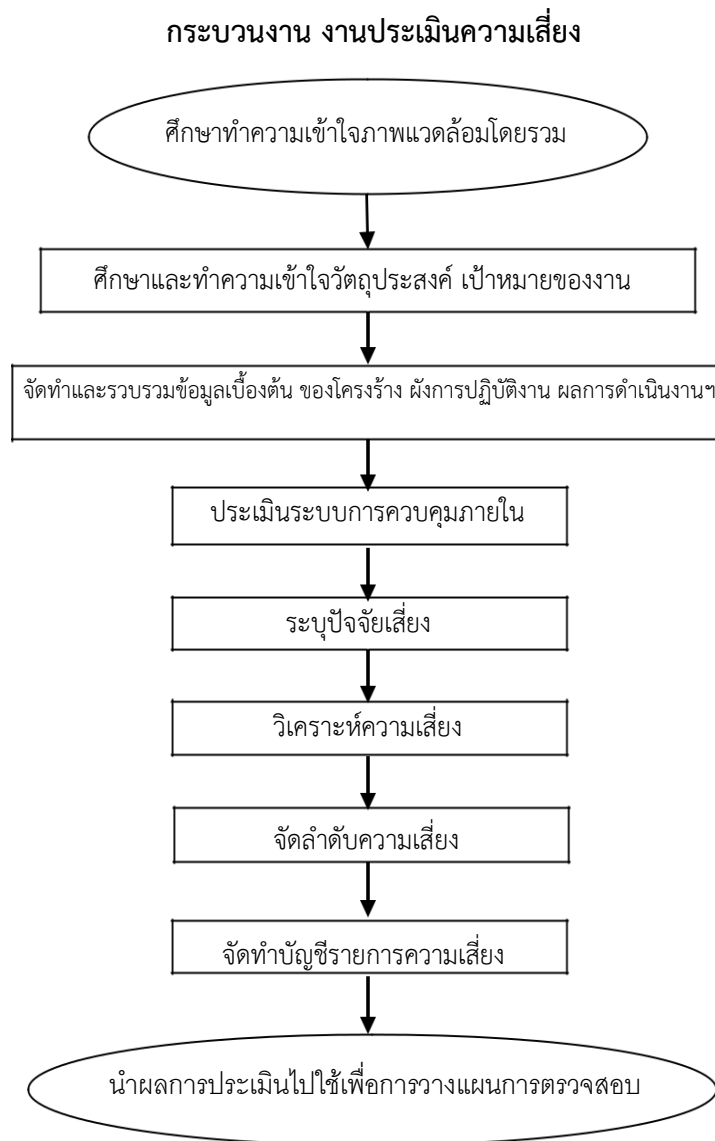 กระบวนงาน งานประเมินความเสี่ยง
ศึกษาทำความเข้าใจภาพแวดล้อมโดยรวม
ศึกษาและทำความเข้าใจวัตถุประสงค์ เป้าหมายของงาน
จัดทำและรวบรวมข้อมูลเบื้องต้น ของโครงร้าง ผังการปฏิบัติงาน ผลการดำเนินงานฯ
ประเมินระบบการควบคุมภายใน
ระบุปัจจัยเสี่ยง
วิเคราะห์ความเสี่ยง
จัดลำดับความเสี่ยง
จัดทำบัญชีรายการความเสี่ยง
นำผลการประเมินไปใช้เพื่อการวางแผนการตรวจสอบ